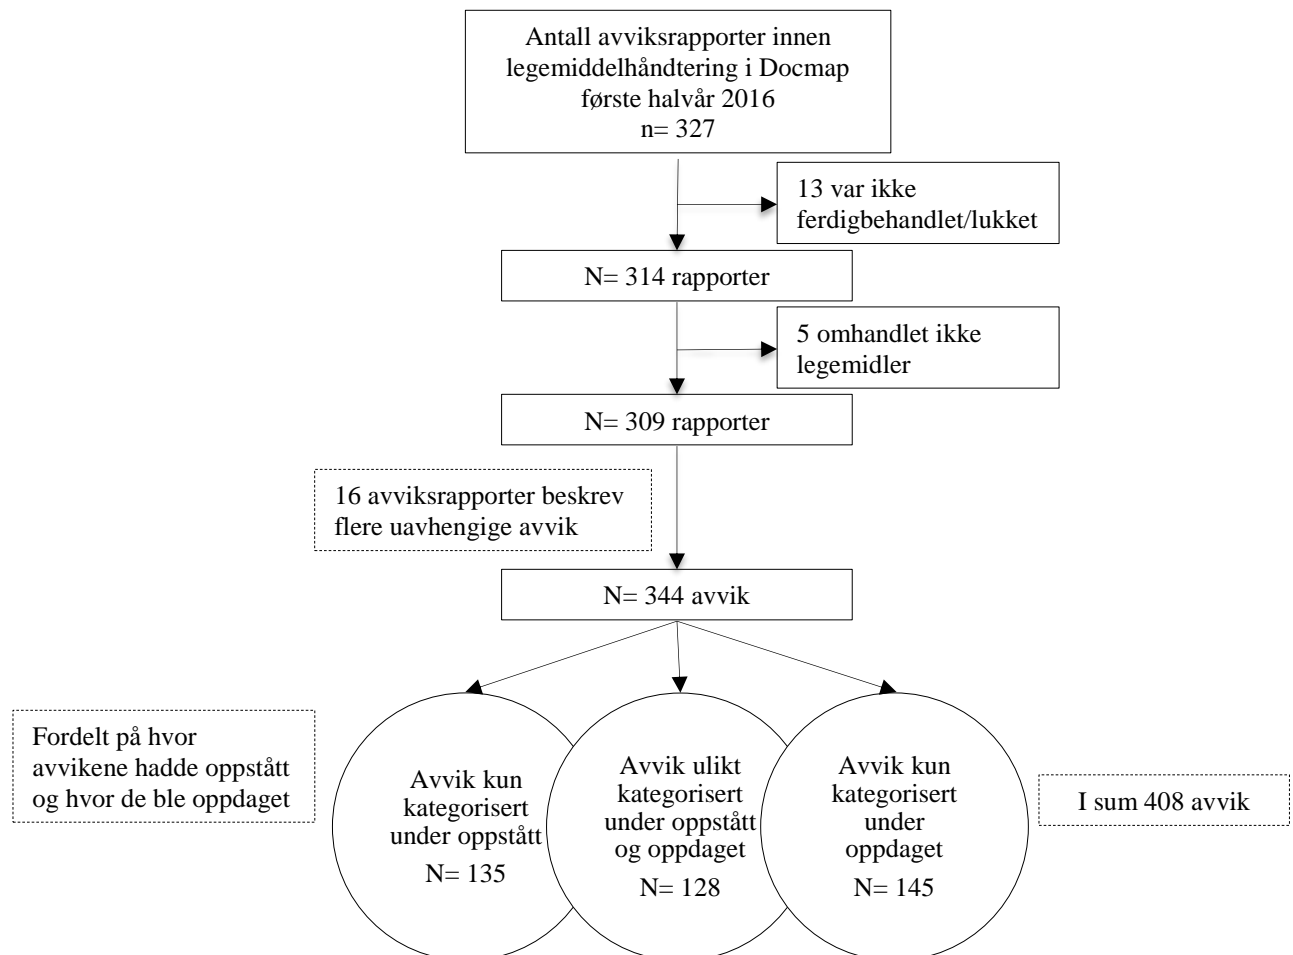 Antall avviksrapporter innen
legemiddelhåndtering i Docmap
første halvår 2016
n= 327
13 var ikke
ferdigbehandlet/lukket
N= 314 rapporter
5 omhandlet ikke
legemidler
N= 309 rapporter
16 avviksrapporter beskrev
flere uavhengige avvik
N= 344 avvik
Fordelt på hvor
avvikene hadde oppstått
og hvor de ble oppdaget
Avvik kun
kategorisert
under oppstått
N= 135
Avvik ulikt
kategorisert
under oppstått
og oppdaget
N= 128
Avvik kun
kategorisert
under
oppdaget
N= 145
I sum 408 avvik